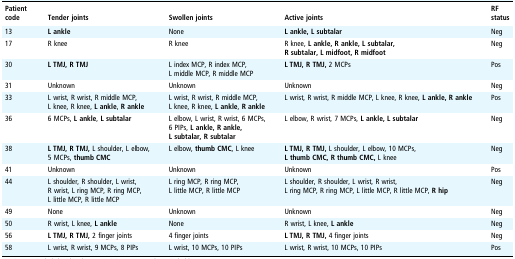 Patient code | Tender joints | Swollen joints | Active joints | RF status
13 | L ankle | None | L ankle, L subtalar | Neg
17 | R knee | R knee | R knee, L ankle, R ankle, L subtalar, R subtalar, L midfoot, R midfoot | Neg
30 | L TMJ, R TMJ | L index MCP, R index MCP, L middle MCP, R middle MCP | L TMJ, R TMJ, 2 MCPs | Pos
31 | Unknown | Unknown | Unknown | Neg
33 | L wrist, R wrist, R middle MCP, L knee, R knee, L ankle, R ankle | L wrist, R wrist, R middle MCP, L knee, R knee, L ankle, R ankle | L wrist, R wrist, R middle MCP, L knee, R knee, L ankle, R ankle | Pos
36 | 6 MCPs, L ankle, L subtalar | L elbow, L wrist, R wrist, 6 MCPs, 6 PIPs, L ankle, R ankle, L subtalar, R subtalar | L elbow, R wrist, 7 MCPs, L ankle, L subtalar | Neg
38 | L TMJ, R TMJ, L shoulder, L elbow, 5 MCPs, thumb CMC | L elbow, thumb CMC, L knee | L TMJ, R TMJ, L shoulder, L elbow, 10 MCPs, L thumb CMC, R thumb CMC, L knee | Neg
41 | Unknown | Unknown | Unknown | Pos
44 | L shoulder, R shoulder, L wrist, R wrist, L ring MCP, R ring MCP, L little MCP, R little MCP | L ring MCP, R ring MCP, L little MCP, R little MCP | L shoulder, R shoulder, L wrist, R wrist, L ring MCP, R ring MCP, L little MCP, R little MCP, R hip | Neg
49 | None | Unknown | Unknown | Neg
50 | R wrist, L knee, L ankle | None | R wrist, L knee, L ankle | Neg
56 | L TMJ, R TMJ, 2 finger joints | 4 finger joints | L TMJ, R TMJ, 4 finger joints | Neg
58 | L wrist, R wrist, 9 MCPs, 8 PIPs | L wrist, 10 MCPs, 10 PIPs | L wrist, R wrist, 10 MCPs, 10 PIPs | Pos